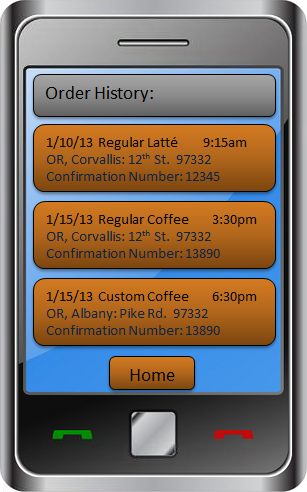 Order History:
1/10/13 Regular Latté 9:15am
OR, Corvallis: 12th St. 97332
Confirmation Number: 12345
1/15/13 Regular Coffee 3:30pm
OR, Corvallis: 12th St. 97332
Confirmation Number: 13890
1/15/13 Custom Coffee 6:30pm
OR, Albany: Pike Rd. 97332
Confirmation Number: 13890
Home